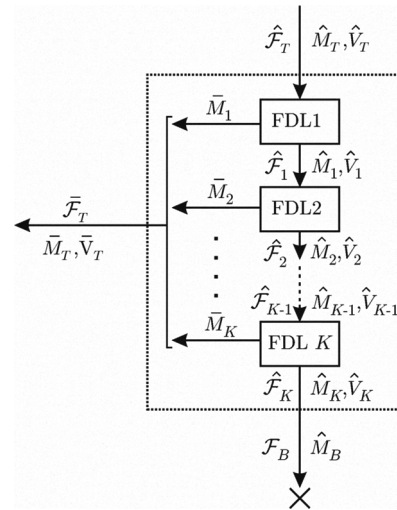 𝓕̂_T M̂_T,V̂_T
M̄_1 FDL1
𝓕̂_1 M̂_1,V̂_1
M̄_2 FDL2
𝓕̄_T 𝓕̂_2 M̂_2,V̂_2
M̄_T,V̄_T
𝓕̂_{K-1} M̂_{K-1},V̂_{K-1}
M̄_K FDL K
𝓕̂_K M̂_K,V̂_K
𝓕_B M̂_B